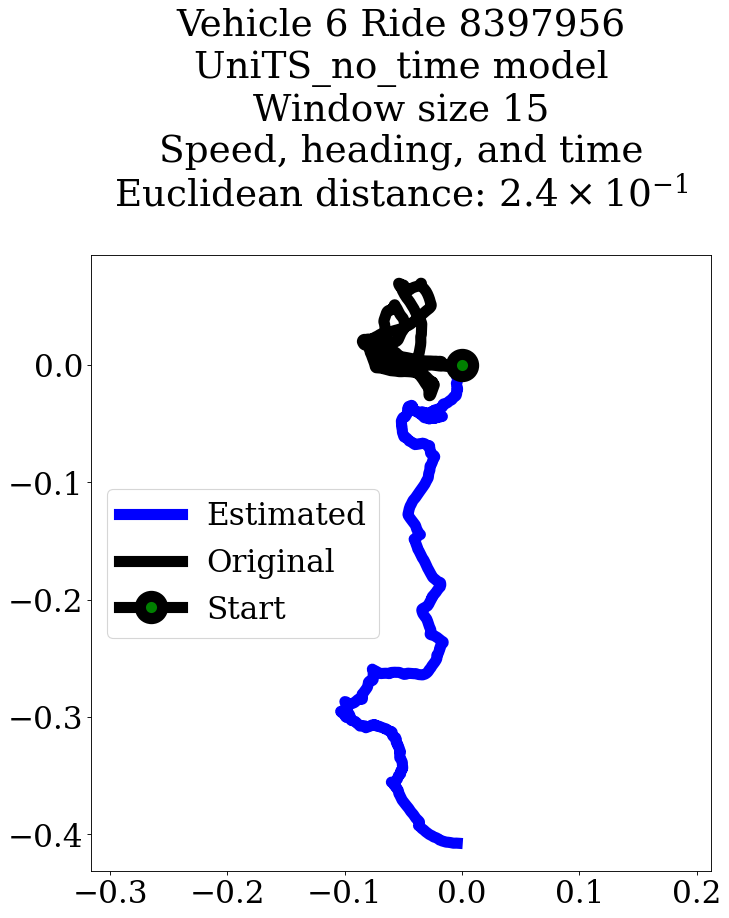 Vehicle 6 Ride 8397956
UniTS_no_time model
Window size 15
Speed, heading, and time
Euclidean distance: 2.4 × 10⁻¹
0.0
−0.1
−0.2
−0.3
−0.4
Estimated
Original
Start
−0.3 −0.2 −0.1 0.0 0.1 0.2